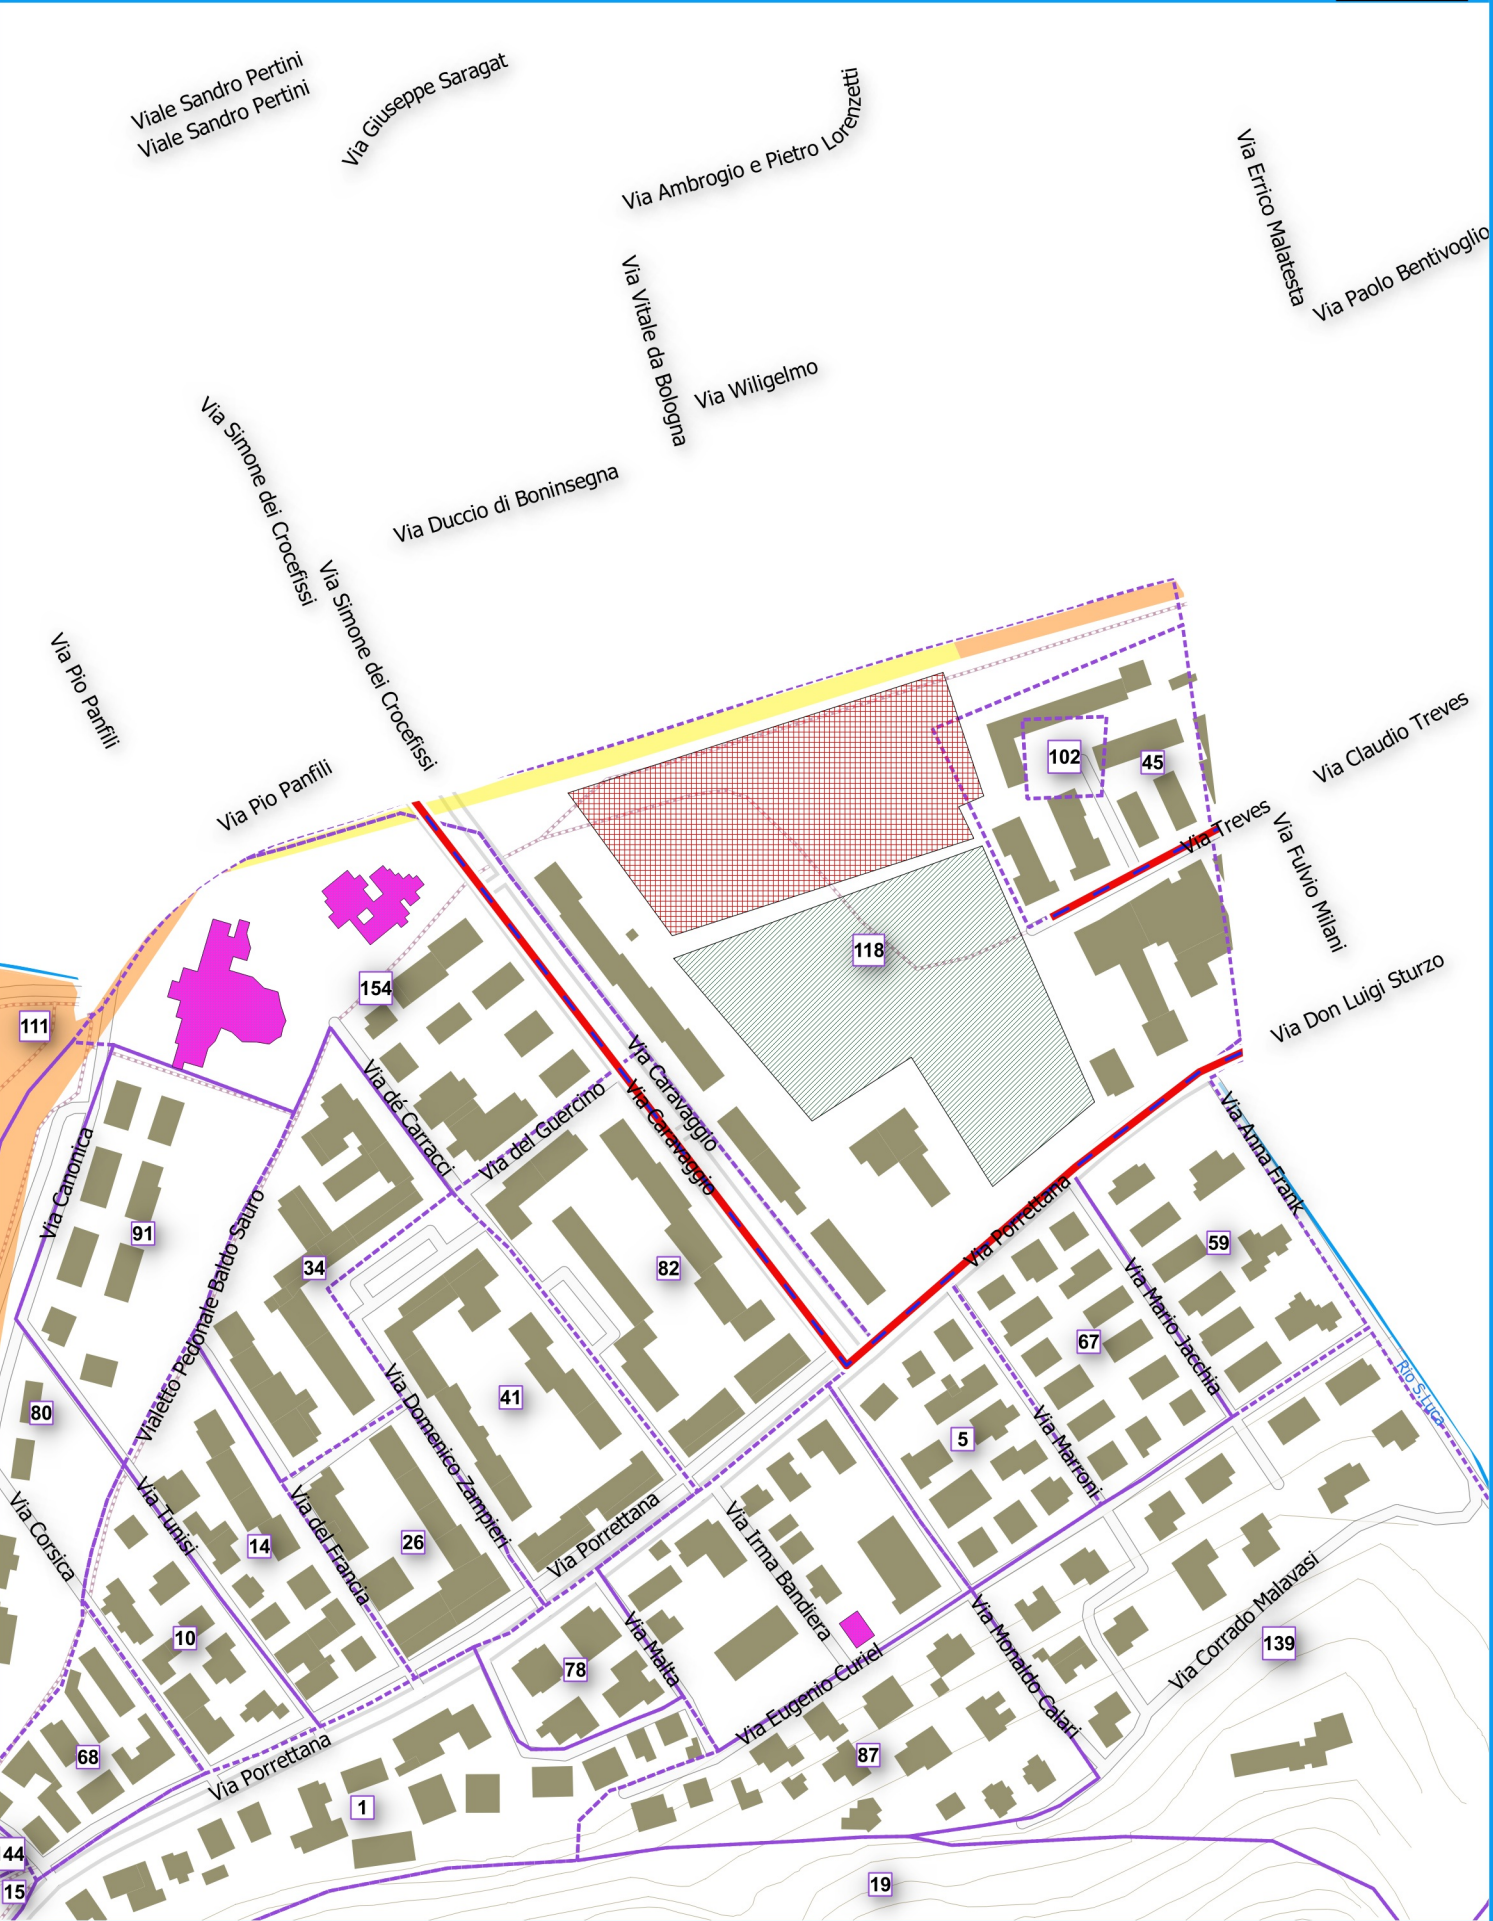 Viale Sandro Pertini
Viale Sandro Pertini
Via Giuseppe Saragat
Via Ambrogio e Pietro Lorenzetti
Via Errico Malatesta
Via Paolo Bentivoglio
Via Vitale da Bologna
Via Wiligelmo
Via Simone dei Crocefissi
Via Duccio di Boninsegna
Via Simone dei Crocefissi
Via Pio Panfili
Via Pio Panfili
Via Claudio Treves
102
45
Via Treves
Via Fulvio Milani
118
154
Via Don Luigi Sturzo
111
Via Caravaggio
Via Caravaggio
Via dé Carracci
Via del Guercino
Via Anna Frank
Via Canonica
91
Vialetto Pedonale Baldo Sauro
34
82
Via Porrettana
59
67
Via Mario Jacchia
Rio S.Luca
80
41
Via Domenico Zampieri
5
Via Marroni
Via Corsica
Via Tunisi
14
Via del Francia
26
Via Porrettana
Via Irma Bandiera
10
78
Via Malta
Via Eugenio Curiel
Via Monaldo Calari
Via Corrado Malavasi
139
68
Via Porrettana
87
1
44
15
19